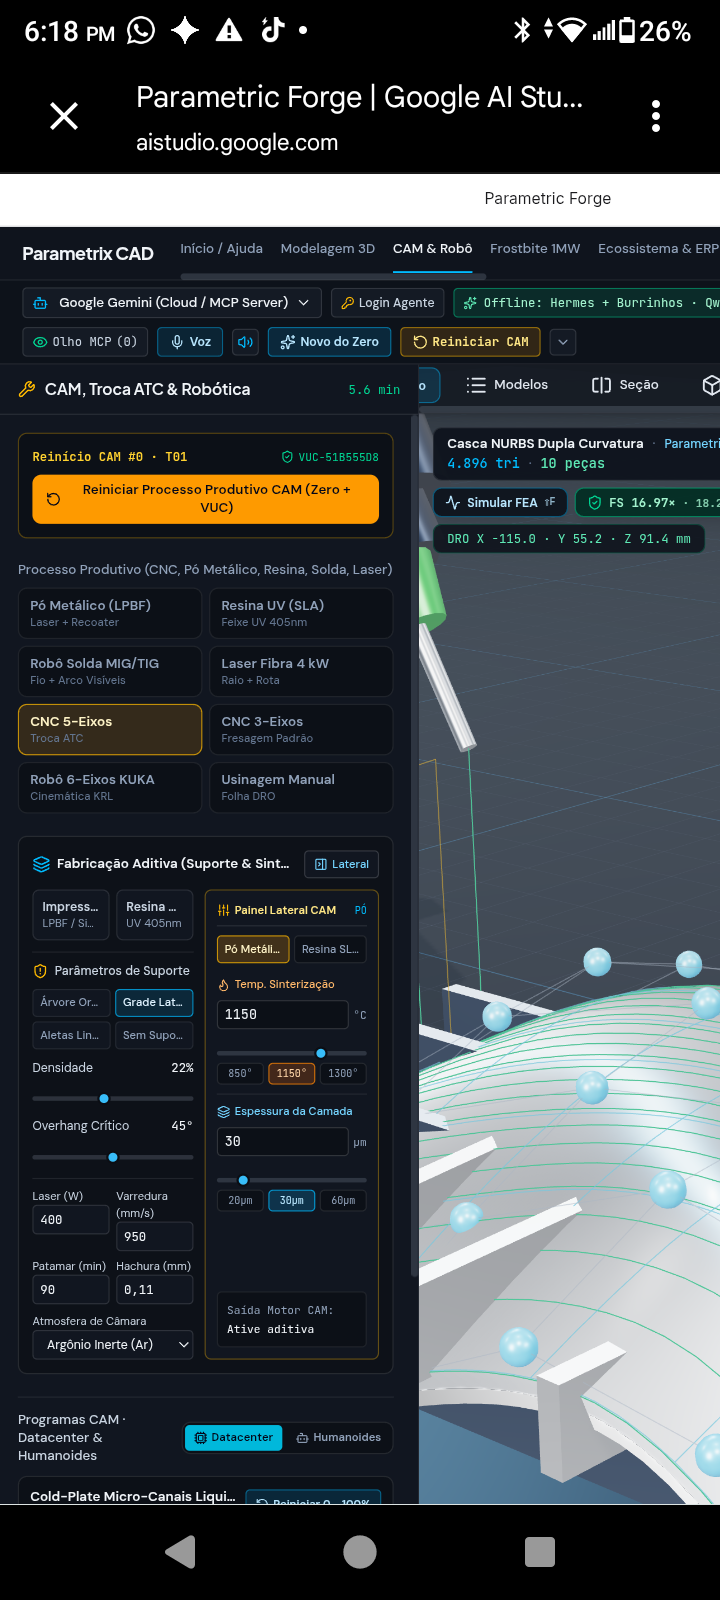 6:18 PM
26%
Parametric Forge | Google AI Stu...
aistudio.google.com
Parametric Forge
Parametrix CAD
Início / Ajuda
Modelagem 3D
CAM & Robô
Frostbite 1MW
Ecossistema & ERP
Google Gemini (Cloud / MCP Server)
Login Agente
Offline: Hermes + Burrinhos · Qw
Olho MCP (0)
Voz
Novo do Zero
Reiniciar CAM
CAM, Troca ATC & Robótica
5.6 min
o
Modelos
Seção
Reinício CAM #0 · T01
VUC-51B555D8
Reiniciar Processo Produtivo CAM (Zero +
VUC)
Casca NURBS Dupla Curvatura · Parametri
4.896 tri · 10 peças
Simular FEA ⇧F
FS 16.97× · 18.2
DRO X -115.0 · Y 55.2 · Z 91.4 mm
Processo Produtivo (CNC, Pó Metálico, Resina, Solda, Laser)
Pó Metálico (LPBF)
Laser + Recoater
Resina UV (SLA)
Feixe UV 405nm
Robô Solda MIG/TIG
Fio + Arco Visíveis
Laser Fibra 4 kW
Raio + Rota
CNC 5-Eixos
Troca ATC
CNC 3-Eixos
Fresagem Padrão
Robô 6-Eixos KUKA
Cinemática KRL
Usinagem Manual
Folha DRO
Fabricação Aditiva (Suporte & Sint...
Lateral
Impress...
LPBF / Si...
Resina ...
UV 405nm
Parâmetros de Suporte
Árvore Or...
Grade Lat...
Aletas Lin...
Sem Supo...
Densidade
22%
Overhang Crítico
45°
Laser (W)
400
Varredura
(mm/s)
950
Patamar (min)
90
Hachura (mm)
0,11
Atmosfera de Câmara
Argônio Inerte (Ar)
Painel Lateral CAM
PÓ
Pó Metáli...
Resina SL...
Temp. Sinterização
1150
°C
850°
1150°
1300°
Espessura da Camada
30
µm
20µm
30µm
60µm
Saída Motor CAM:
Ative aditiva
Programas CAM ·
Datacenter &
Humanoides
Datacenter
Humanoides
Cold-Plate Micro-Canais Liqui...
Reiniciar 0 - 100%